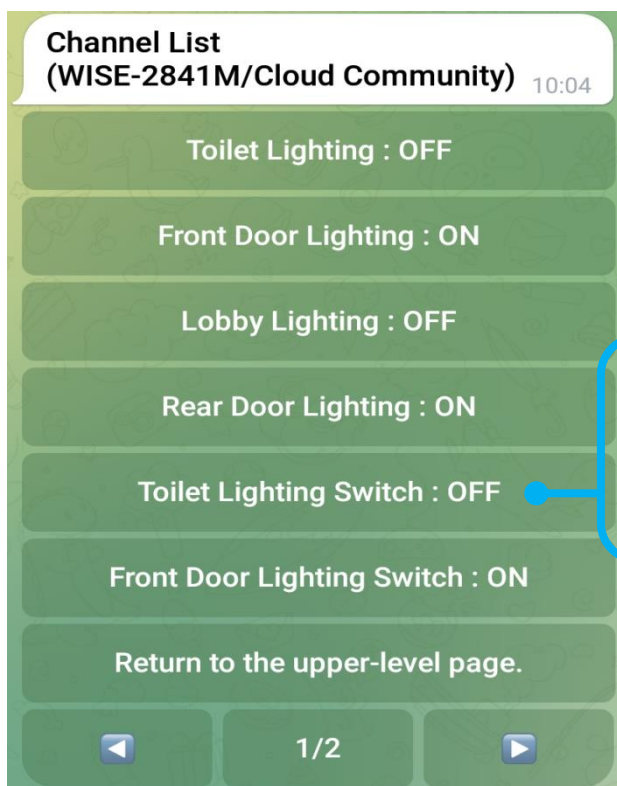 Channel List
(WISE-2841M/Cloud Community) 10:04
Toilet Lighting : OFF
Front Door Lighting : ON
Lobby Lighting : OFF
Rear Door Lighting : ON
Toilet Lighting Switch : OFF
Front Door Lighting Switch : ON
Return to the upper-level page.
1/2